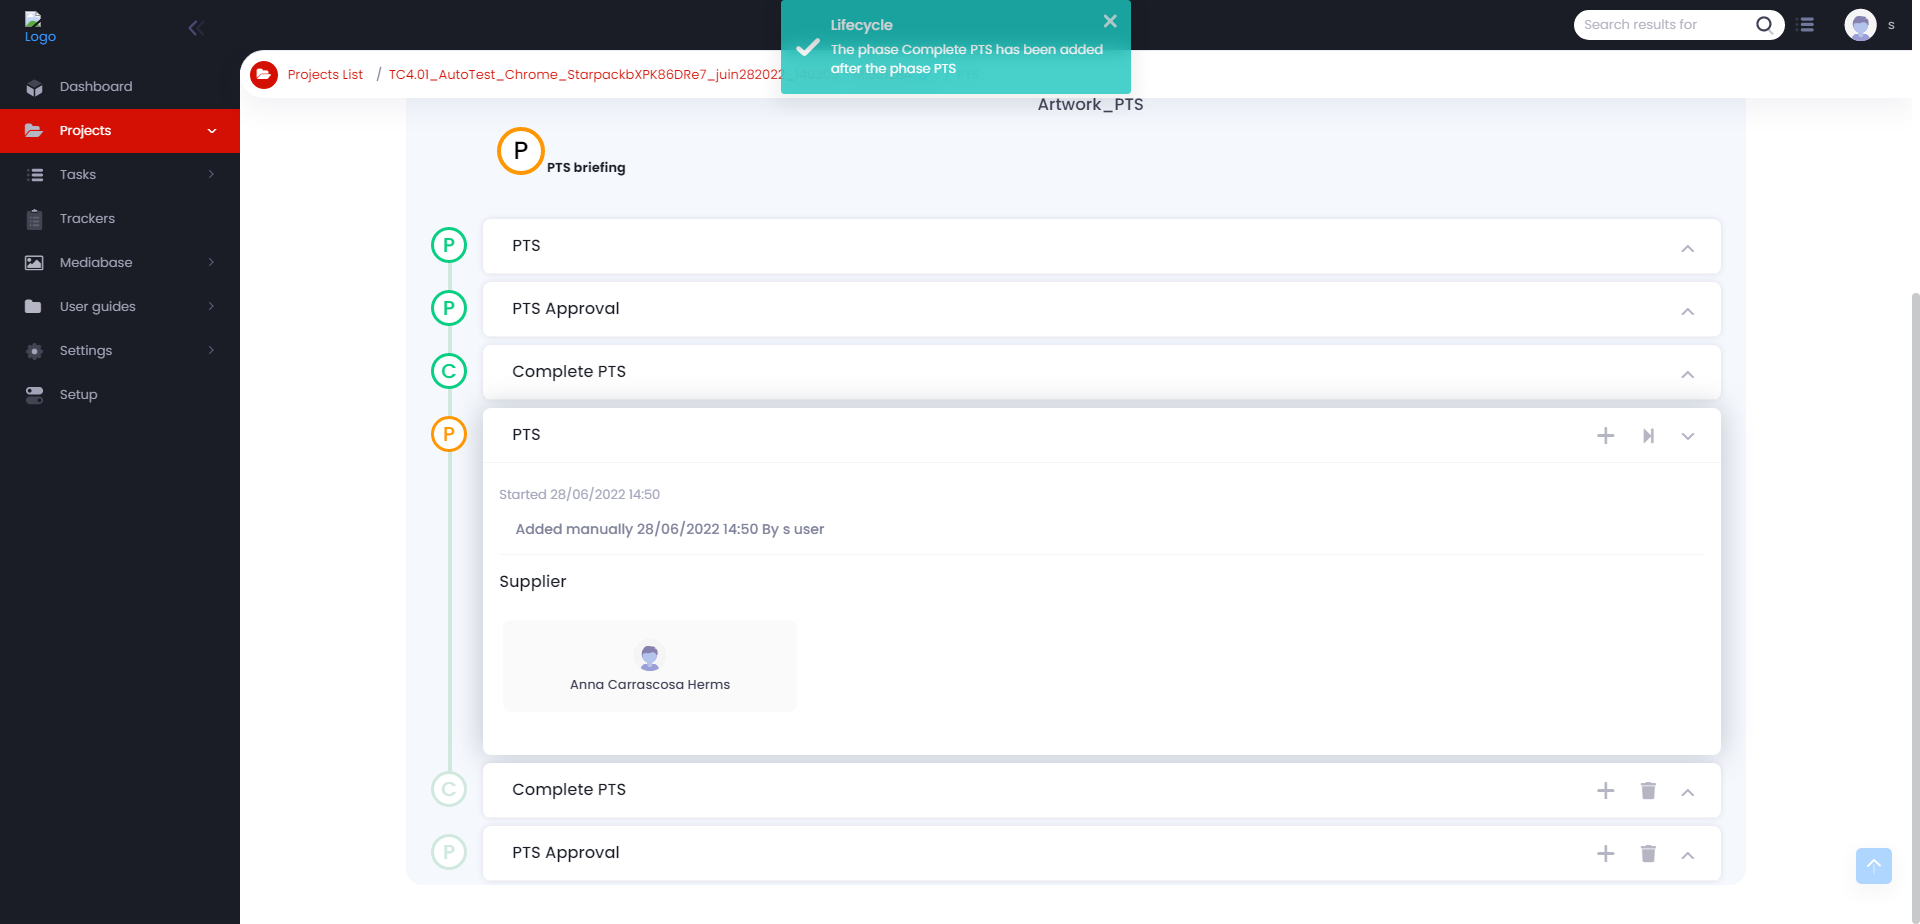 Logo
Dashboard
Projects
Tasks
Trackers
Mediabase
User guides
Settings
Setup
Lifecycle
The phase Complete PTS has been added
after the phase PTS
Search results for
s
Projects List / TC4.01_AutoTest_Chrome_StarpackbXPK86DRe7_juin282022
Artwork_PTS
P PTS briefing
P PTS
P PTS Approval
C Complete PTS
P PTS
Started 28/06/2022 14:50
Added manually 28/06/2022 14:50 By s user
Supplier
Anna Carrascosa Herms
C Complete PTS
P PTS Approval